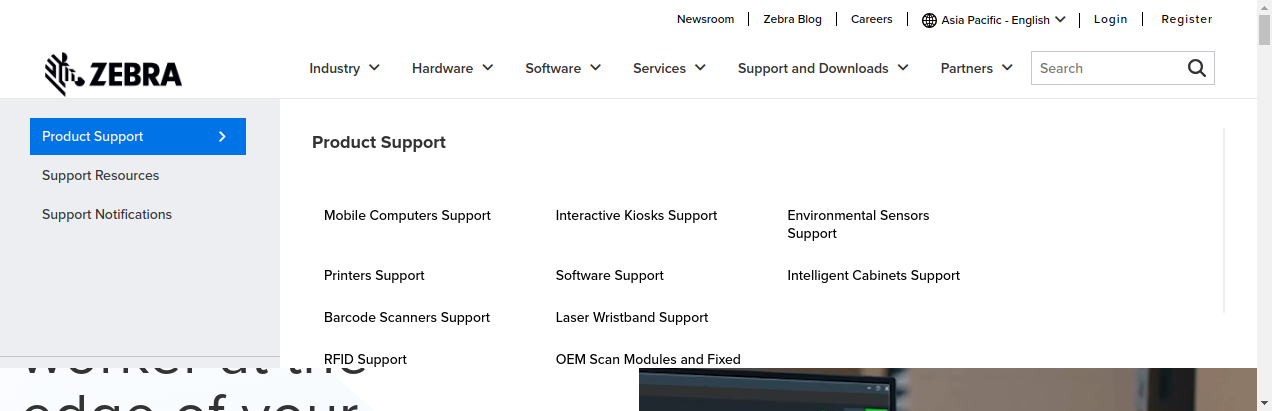 Newsroom Zebra Blog Careers Asia Pacific - English Login Register
ZEBRA Industry Hardware Software Services Support and Downloads Partners Search
Product Support
Support Resources
Support Notifications
Product Support
Mobile Computers Support Interactive Kiosks Support Environmental Sensors
Support
Printers Support Software Support Intelligent Cabinets Support
Barcode Scanners Support Laser Wristband Support
RFID Support OEM Scan Modules and Fixed
worker at the
edge of your